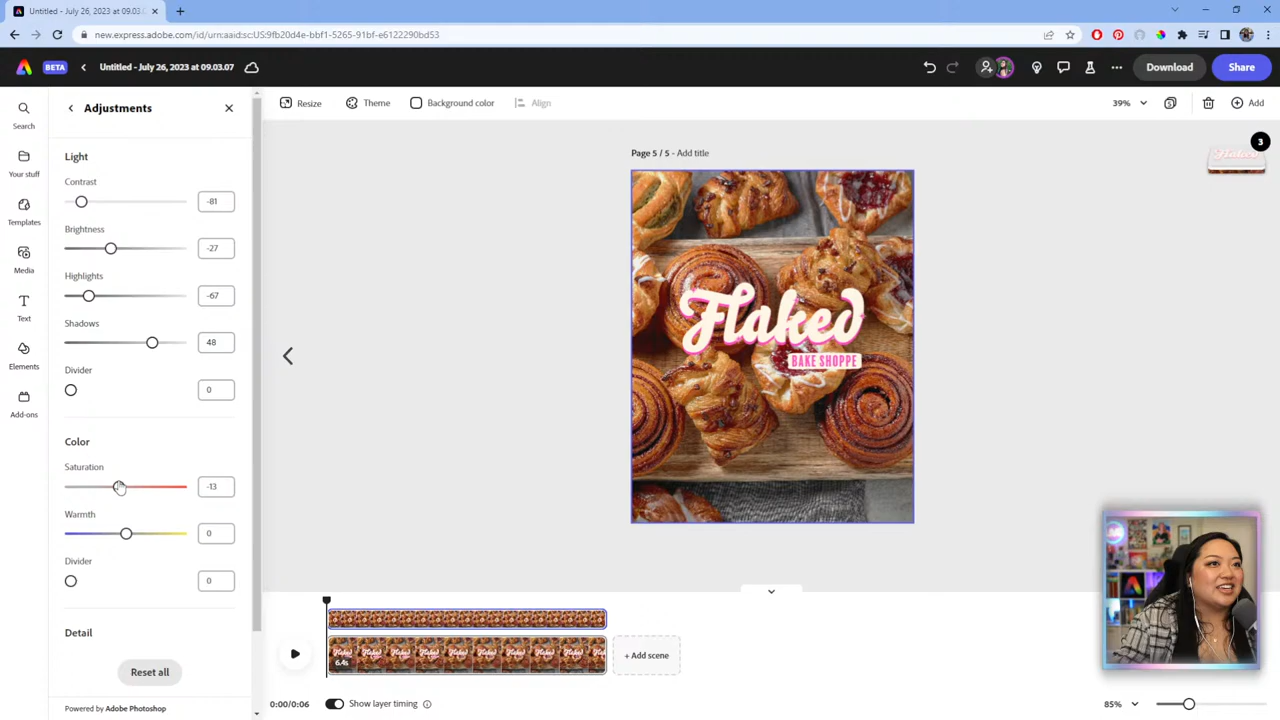 Untitled - July 26, 2023 at 09.03.0
new.express.adobe.com/id/urn:aaid:sc:US:9fb20d4e-bbf1-5265-91bf-e6122290bd53
BETA
Untitled - July 26, 2023 at 09.03.07
Download
Share
Adjustments
Resize
Theme
Background color
Align
39%
Add
Search
Your stuff
Templates
Media
Text
Elements
Add-ons
Light
Contrast
-81
Brightness
-27
Highlights
-67
Shadows
48
Divider
0
Color
Saturation
-13
Warmth
0
Divider
0
Detail
Reset all
Powered by Adobe Photoshop
Page 5 / 5 - Add title
3
Flaked
Flaked
BAKE SHOPPE
6.4s
+ Add scene
0:00/0:06
Show layer timing
85%